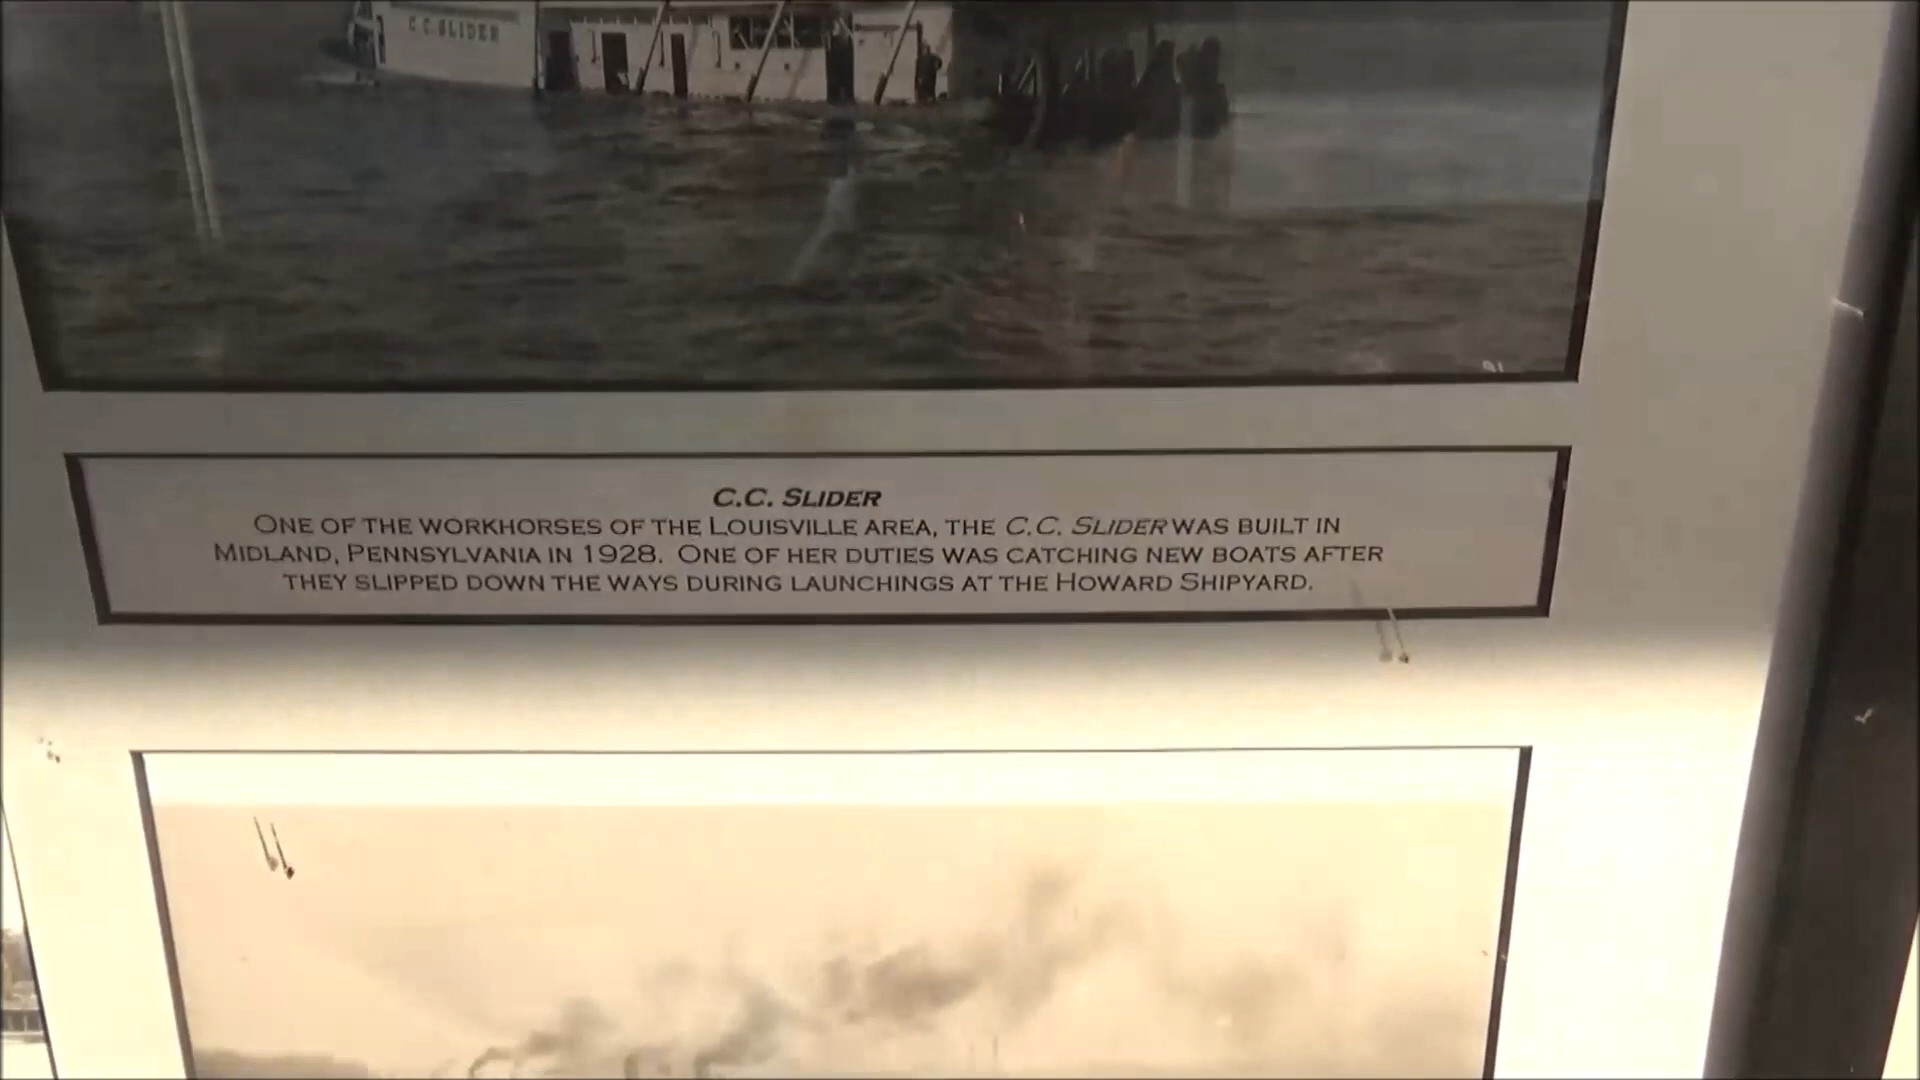 C.C. SLIDER
C.C. SLIDER
ONE OF THE WORKHORSES OF THE LOUISVILLE AREA, THE C.C. SLIDER WAS BUILT IN
MIDLAND, PENNSYLVANIA IN 1928. ONE OF HER DUTIES WAS CATCHING NEW BOATS AFTER
THEY SLIPPED DOWN THE WAYS DURING LAUNCHINGS AT THE HOWARD SHIPYARD.